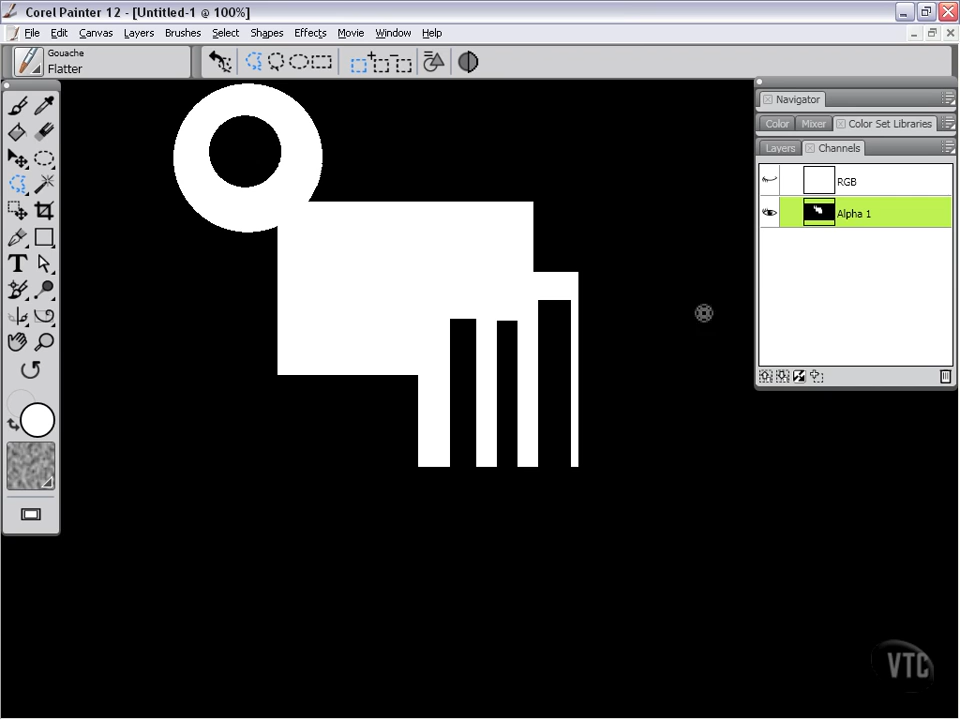 Corel Painter 12 - [Untitled-1 @ 100%]
File Edit Canvas Layers Brushes Select Shapes Effects Movie Window Help
Gouache
Flatter
Navigator
Color Mixer Color Set Libraries
Layers Channels
RGB
Alpha 1
T
VTC